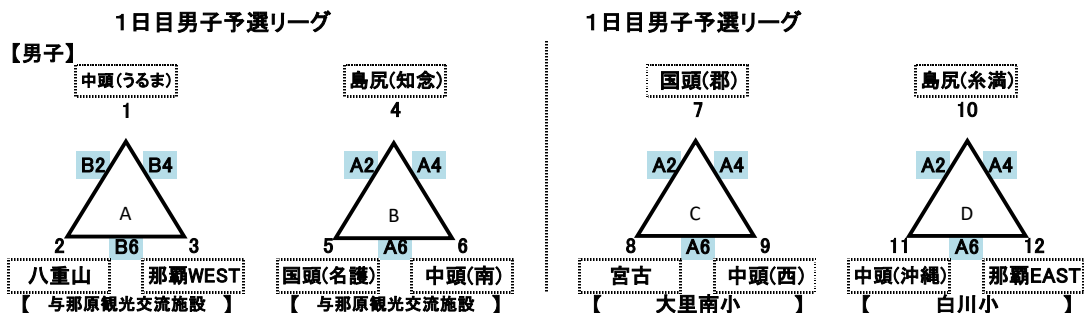 1日目男子予選リーグ
1日目男子予選リーグ
【男子】
中頭(うるま)
島尻(知念)
国頭(郡)
島尻(糸満)
1
4
7
10
B2
B4
A2
A4
A2
A4
A2
A4
A
B
C
D
2
B6
3
5
A6
6
8
A6
9
11
A6
12
八重山
那覇WEST
国頭(名護)
中頭(南)
宮古
中頭(西)
中頭(沖縄)
那覇EAST
【 与那原観光交流施設 】
【 与那原観光交流施設 】
【 大里南小 】
【 白川小 】